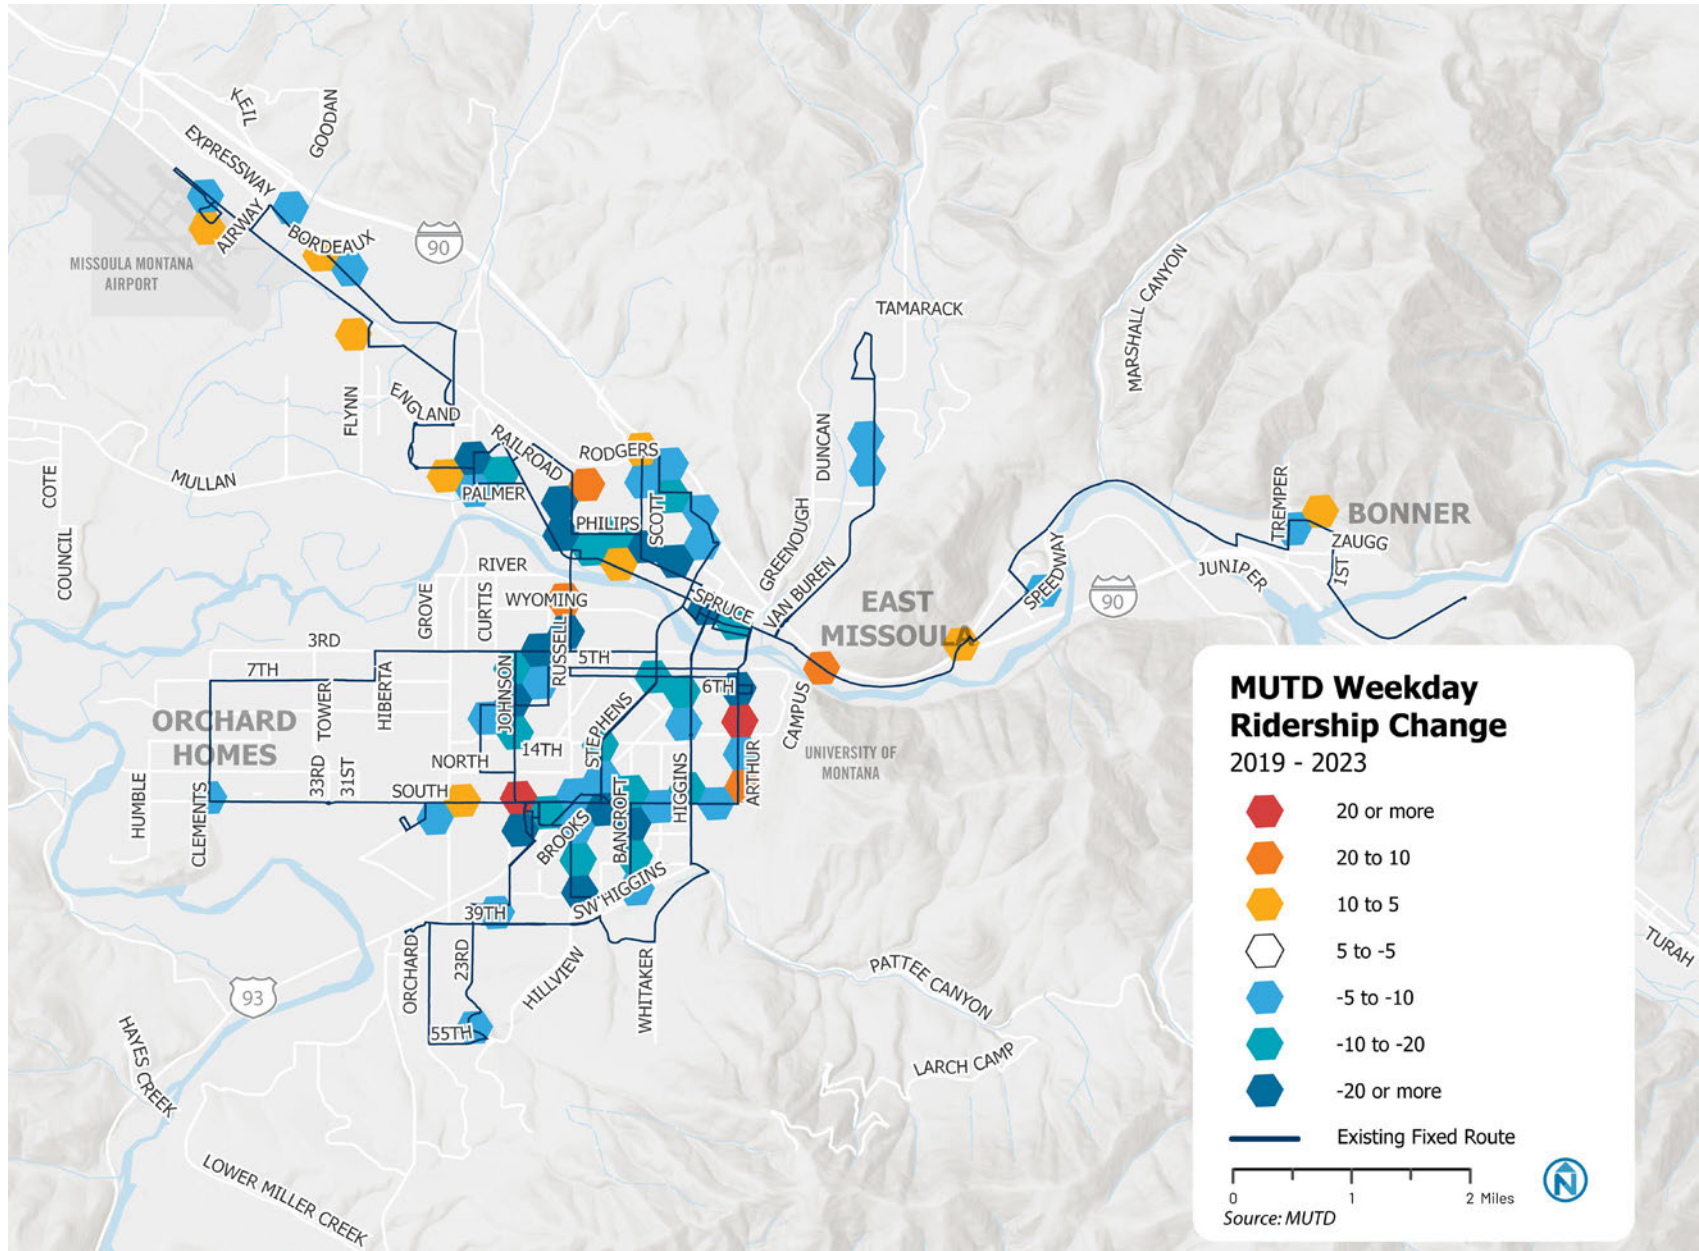 KEIL
GOODAN
EXPRESSWAY
AIRWAY
BORDEAUX
90
MISSOULA MONTANA
AIRPORT
TAMARACK
MARSHALL CANYON
FLYNN
ENGLAND
RAILROAD
RODGERS
DUNCAN
COTE
MULLAN
PALMER
PHILIPS
SCOTT
TREMPER
BONNER
ZAUGG
COUNCIL
RIVER
GREENOUGH
VAN BUREN
SPEEDWAY
90
JUNIPER
1ST
GROVE
CURTIS
WYOMING
SPRUCE
EAST
MISSOULA
3RD
RUSSELL
5TH
7TH
TOWER
HIBERTA
JOHNSON
6TH
CAMPUS
ORCHARD
HOMES
STEPHENS
14TH
NORTH
UNIVERSITY OF
MONTANA
HUMBLE
CLEMENTS
33RD
31ST
SOUTH
BROOKS
BANCROFT
HIGGINS
ARTHUR
SW HIGGINS
39TH
ORCHARD
23RD
HILLVIEW
WHITAKER
PATTEE CANYON
93
55TH
LARCH CAMP
HAYES CREEK
LOWER MILLER CREEK
TURAH
MUTD Weekday
Ridership Change
2019 - 2023
20 or more
20 to 10
10 to 5
5 to -5
-5 to -10
-10 to -20
-20 or more
Existing Fixed Route
0 1 2 Miles
N
Source: MUTD